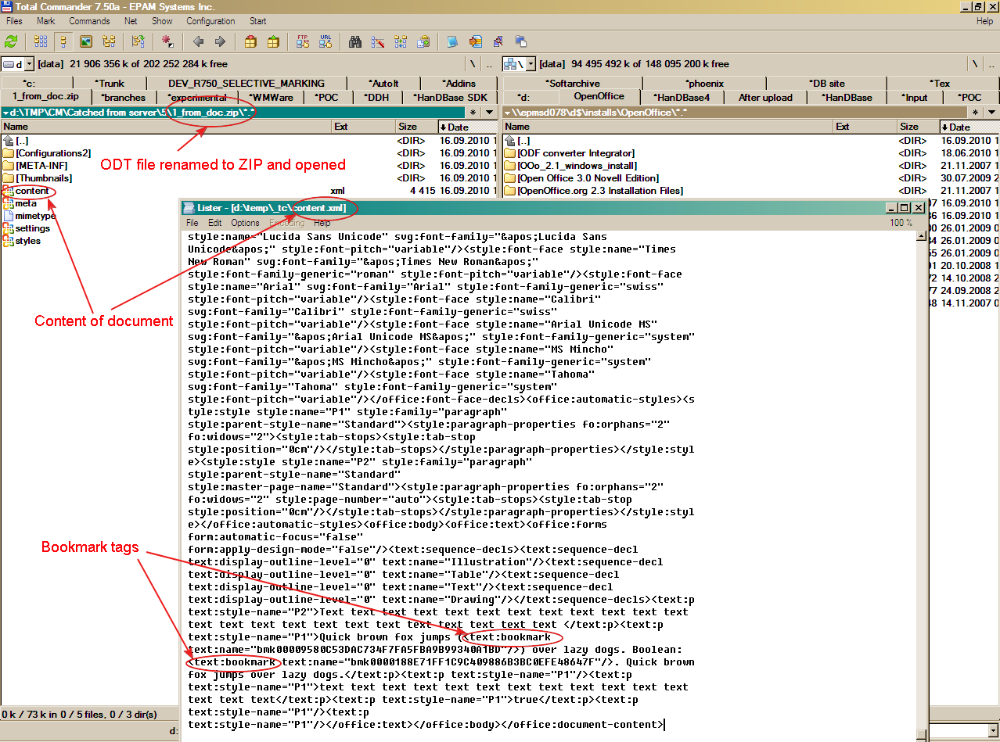 Total Commander 7.50a - EPAM Systems Inc.
Files Mark Commands Net Show Configuration Start Help
FTP URL
d [data] 21 906 356 k of 202 252 284 k free \ ..
\ [data] 94 495 492 k of 148 095 200 k free \ ..
*c: *Trunk DEV_R750_SELECTIVE_MARKING *AutoIt *Addins
1_from_doc.zip *branches *experimental *WMWare *POC *DDH *HanDBase SDK
*Softarchive *phoenix *DB site *Tex
*d: OpenOffice *HanDBase4 After upload *HanDBase *Input *POC
d:\TMP\CM\Catched from server\5\1_from_doc.zip\*.* *
\\epmsd078\d$\installs\OpenOffice\*.* *
Name Ext Size Date
[..] <DIR> 16.09.2010 1
[Configurations2] <DIR> 16.09.2010 1
[META-INF] <DIR> 16.09.2010 1
[Thumbnails] <DIR> 16.09.2010 1
content xml 4 415 16.09.2010 1
meta
mimetype
settings
styles
Name Ext Size Date
[..] <DIR> 16.09.2010 1
[ODF converter Integrator] <DIR> 18.06.2010 1
[OOo_2.1_windows_install] <DIR> 21.11.2007 1
[Open Office 3.0 Novell Edition] <DIR> 30.07.2009 2
[OpenOffice.org 2.3 Installation Files] <DIR> 21.11.2007 1
07 16.09.2010 1
36 16.09.2010 1
00 26.01.2009 0
34 26.01.2009 0
55 26.01.2009 0
01 20.10.2008 1
72 14.10.2008 1
77 24.09.2008 2
48 14.11.2007 0
ODT file renamed to ZIP and opened
Content of document
Bookmark tags
Lister - [d:\temp\_tc\content.xml]
File Edit Options Encoding Help 100 %
style:name="Lucida Sans Unicode" svg:font-family="&apos;Lucida Sans
Unicode&apos;" style:font-pitch="variable"/><style:font-face style:name="Times
New Roman" svg:font-family="&apos;Times New Roman&apos;"
style:font-family-generic="roman" style:font-pitch="variable"/><style:font-face
style:name="Arial" svg:font-family="Arial" style:font-family-generic="swiss"
style:font-pitch="variable"/><style:font-face style:name="Calibri"
svg:font-family="Calibri" style:font-family-generic="swiss"
style:font-pitch="variable"/><style:font-face style:name="Arial Unicode MS"
svg:font-family="&apos;Arial Unicode MS&apos;" style:font-family-generic="system"
style:font-pitch="variable"/><style:font-face style:name="MS Mincho"
svg:font-family="&apos;MS Mincho&apos;" style:font-family-generic="system"
style:font-pitch="variable"/><style:font-face style:name="Tahoma"
svg:font-family="Tahoma" style:font-family-generic="system"
style:font-pitch="variable"/></office:font-face-decls><office:automatic-styles><s
tyle:style style:name="P1" style:family="paragraph"
style:parent-style-name="Standard"><style:paragraph-properties fo:orphans="2"
fo:widows="2"><style:tab-stops><style:tab-stop
style:position="0cm"/></style:tab-stops></style:paragraph-properties></style:styl
e><style:style style:name="P2" style:family="paragraph"
style:parent-style-name="Standard"
style:master-page-name="Standard"><style:paragraph-properties fo:orphans="2"
fo:widows="2" style:page-number="auto"><style:tab-stops><style:tab-stop
style:position="0cm"/></style:tab-stops></style:paragraph-properties></style:styl
e></office:automatic-styles><office:body><office:text><office:forms
form:automatic-focus="false"
form:apply-design-mode="false"/><text:sequence-decls><text:sequence-decl
text:display-outline-level="0" text:name="Illustration"/><text:sequence-decl
text:display-outline-level="0" text:name="Table"/><text:sequence-decl
text:display-outline-level="0" text:name="Text"/><text:sequence-decl
text:display-outline-level="0" text:name="Drawing"/></text:sequence-decls><text:p
text:style-name="P2">Text text text text text text text text text text text text
text text text text text text text text text text text text </text:p><text:p
text:style-name="P1">Quick brown fox jumps (<text:bookmark
text:name="bmk00009580C53DAC734F7FA5FBA9B99340A1BD"/>) over lazy dogs. Boolean:
<text:bookmark text:name="bmk0000188E71FF1C9C409886B3BC0EFE48647F"/>. Quick brown
fox jumps over lazy dogs.</text:p><text:p text:style-name="P1"/><text:p
text:style-name="P1">text text text text text text text text text text text text
text text text</text:p><text:p text:style-name="P1">true</text:p><text:p
text:style-name="P1"/><text:p
text:style-name="P1"/></office:text></office:body></office:document-content>
0 k / 73 k in 0 / 5 files, 0 / 3 dir(s)
d: